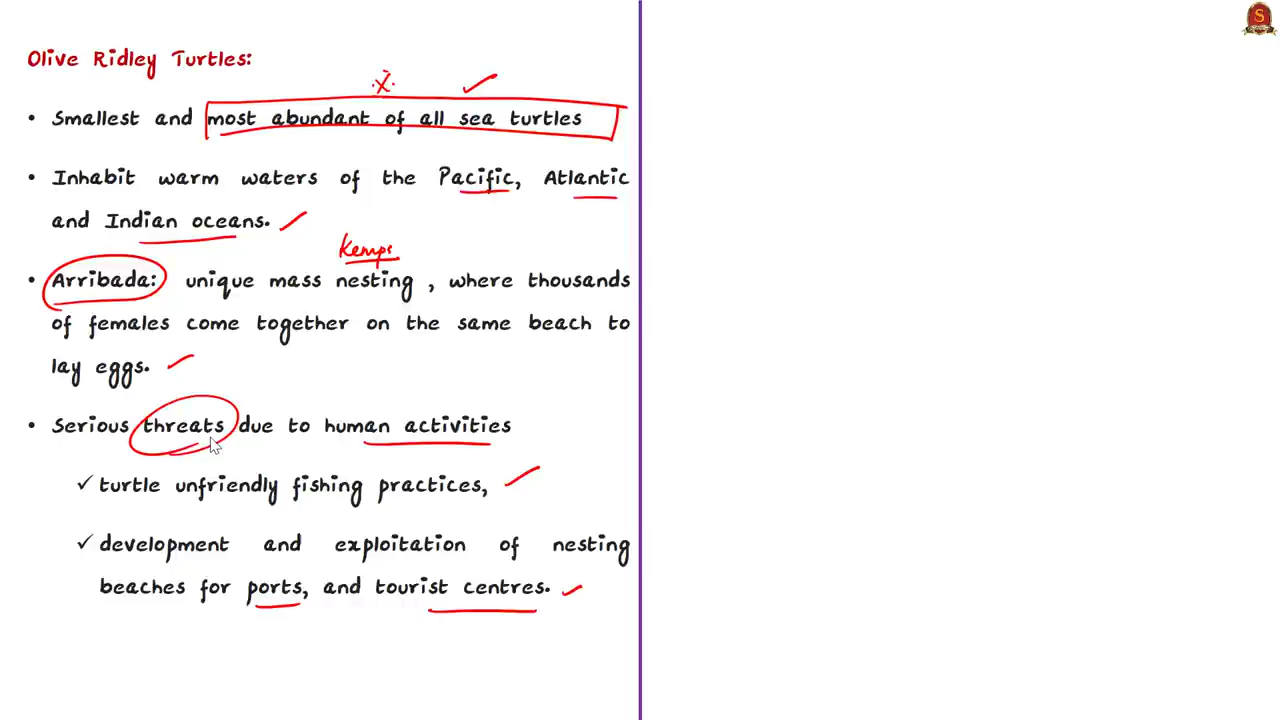 Olive Ridley Turtles:
• Smallest and most abundant of all sea turtles
• Inhabit warm waters of the Pacific, Atlantic
and Indian oceans.
Kemps
• Arribada: unique mass nesting , where thousands
of females come together on the same beach to
lay eggs.
• Serious threats due to human activities
✓ turtle unfriendly fishing practices,
✓ development and exploitation of nesting
beaches for ports, and tourist centres.
S